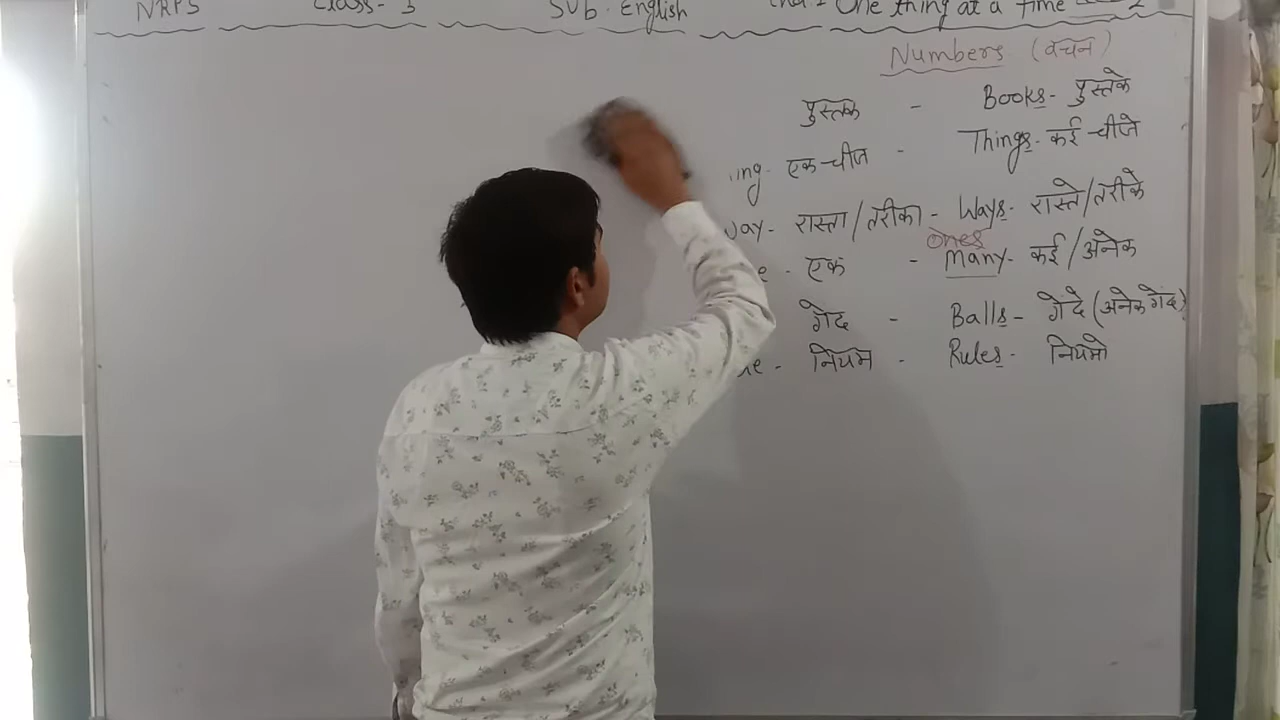 NRPS Class- 3 Sub. English One thing at a Time
Numbers (वचन)
पुस्तक - Books- पुस्तके
एक चीज - Things- कई चीजे
रास्ता/तरीका - Ways- रास्ते/तरीके
ones
एक - Many- कई/अनेक
गेंद - Balls- गेंदे (अनेक गेंद)
नियम - Rules- नियमो